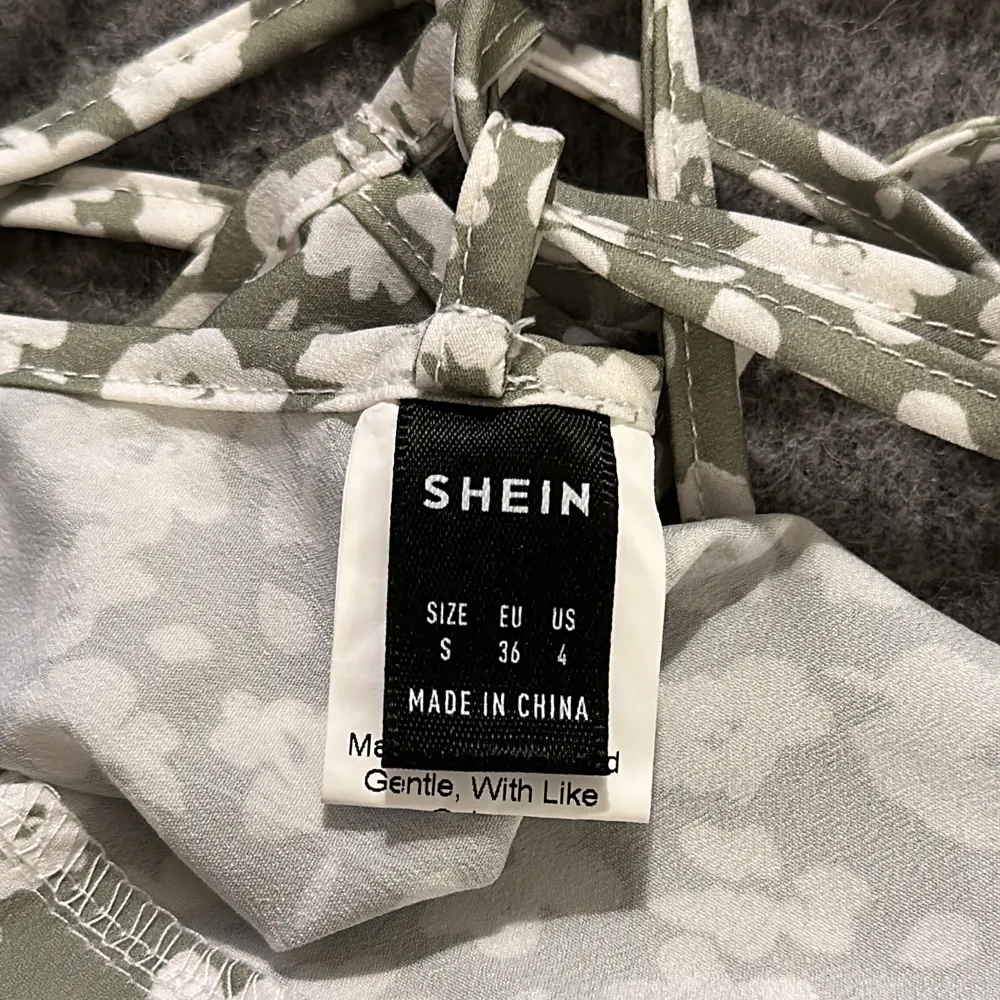 SHEIN
SIZE EU US
S 36 4
MADE IN CHINA
Gentle, With Like